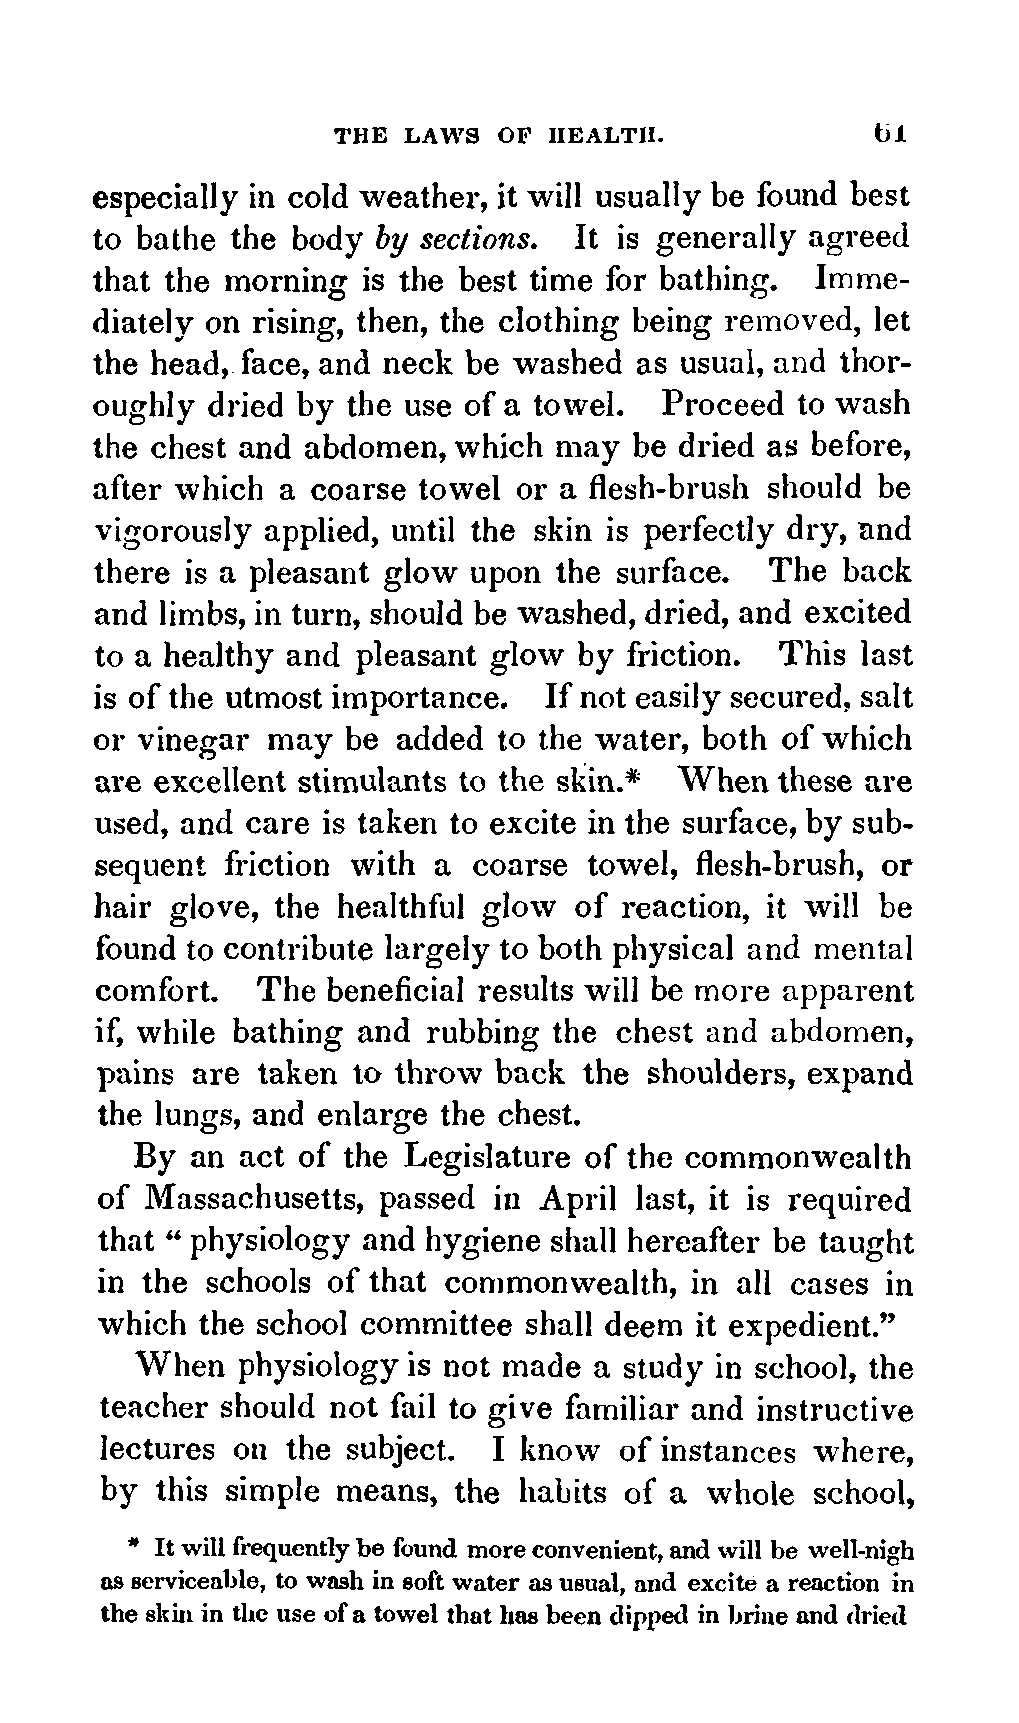 THE LAWS OF HEALTH. 61
especially in cold weather, it will usually be found best
to bathe the body by sections. It is generally agreed
that the morning is the best time for bathing. Imme-
diately on rising, then, the clothing being removed, let
the head, face, and neck be washed as usual, and thor-
oughly dried by the use of a towel. Proceed to wash
the chest and abdomen, which may be dried as before,
after which a coarse towel or a flesh-brush should be
vigorously applied, until the skin is perfectly dry, and
there is a pleasant glow upon the surface. The back
and limbs, in turn, should be washed, dried, and excited
to a healthy and pleasant glow by friction. This last
is of the utmost importance. If not easily secured, salt
or vinegar may be added to the water, both of which
are excellent stimulants to the skin.* When these are
used, and care is taken to excite in the surface, by sub-
sequent friction with a coarse towel, flesh-brush, or
hair glove, the healthful glow of reaction, it will be
found to contribute largely to both physical and mental
comfort. The beneficial results will be more apparent
if, while bathing and rubbing the chest and abdomen,
pains are taken to throw back the shoulders, expand
the lungs, and enlarge the chest.
By an act of the Legislature of the commonwealth
of Massachusetts, passed in April last, it is required
that “ physiology and hygiene shall hereafter be taught
in the schools of that commonwealth, in all cases in
which the school committee shall deem it expedient.”
When physiology is not made a study in school, the
teacher should not fail to give familiar and instructive
lectures on the subject. I know of instances where,
by this simple means, the habits of a whole school,
* It will frequently be found more convenient, and will be well-nigh
as serviceable, to wash in soft water as usual, and excite a reaction in
the skin in the use of a towel that has been dipped in brine and dried